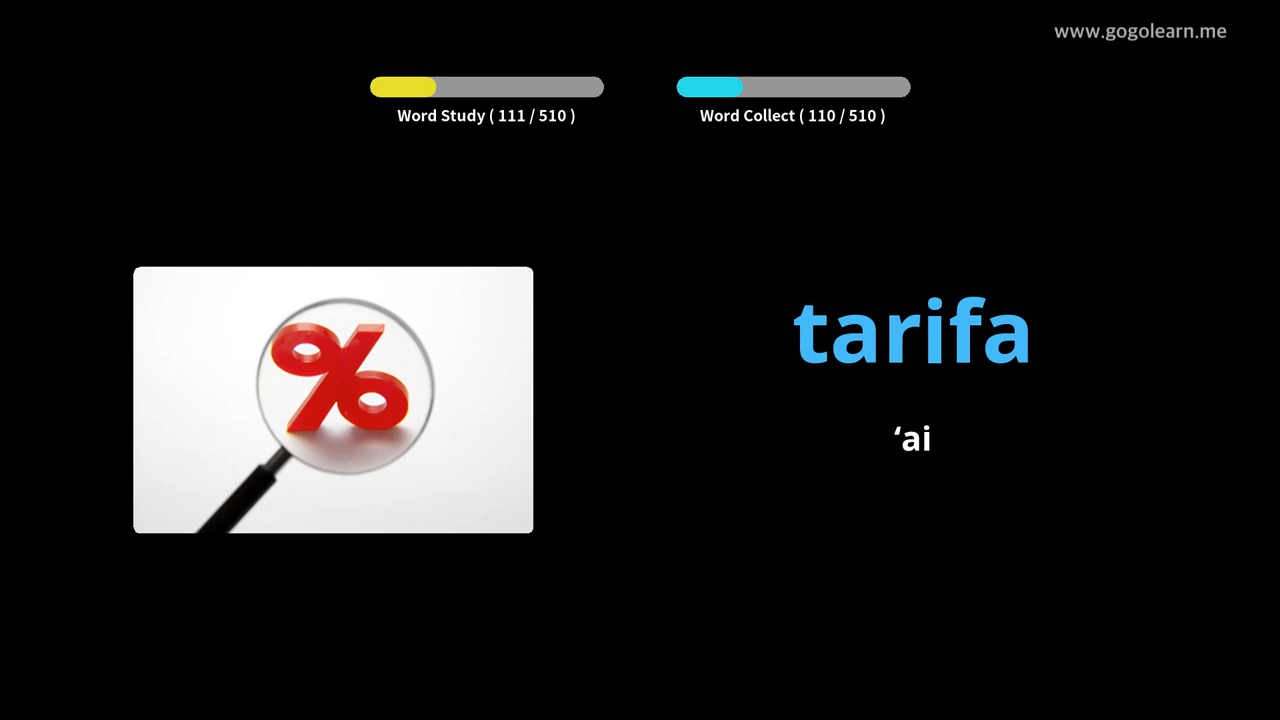 www.gogolearn.me
Word Study ( 111 / 510 )
Word Collect ( 110 / 510 )
%
tarifa
‘ai